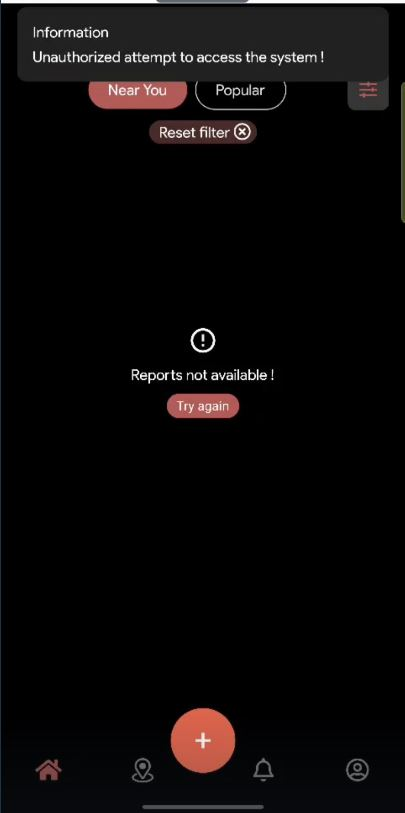 Information
Unauthorized attempt to access the system !
Near You
Popular
Reset filter
Reports not available !
Try again